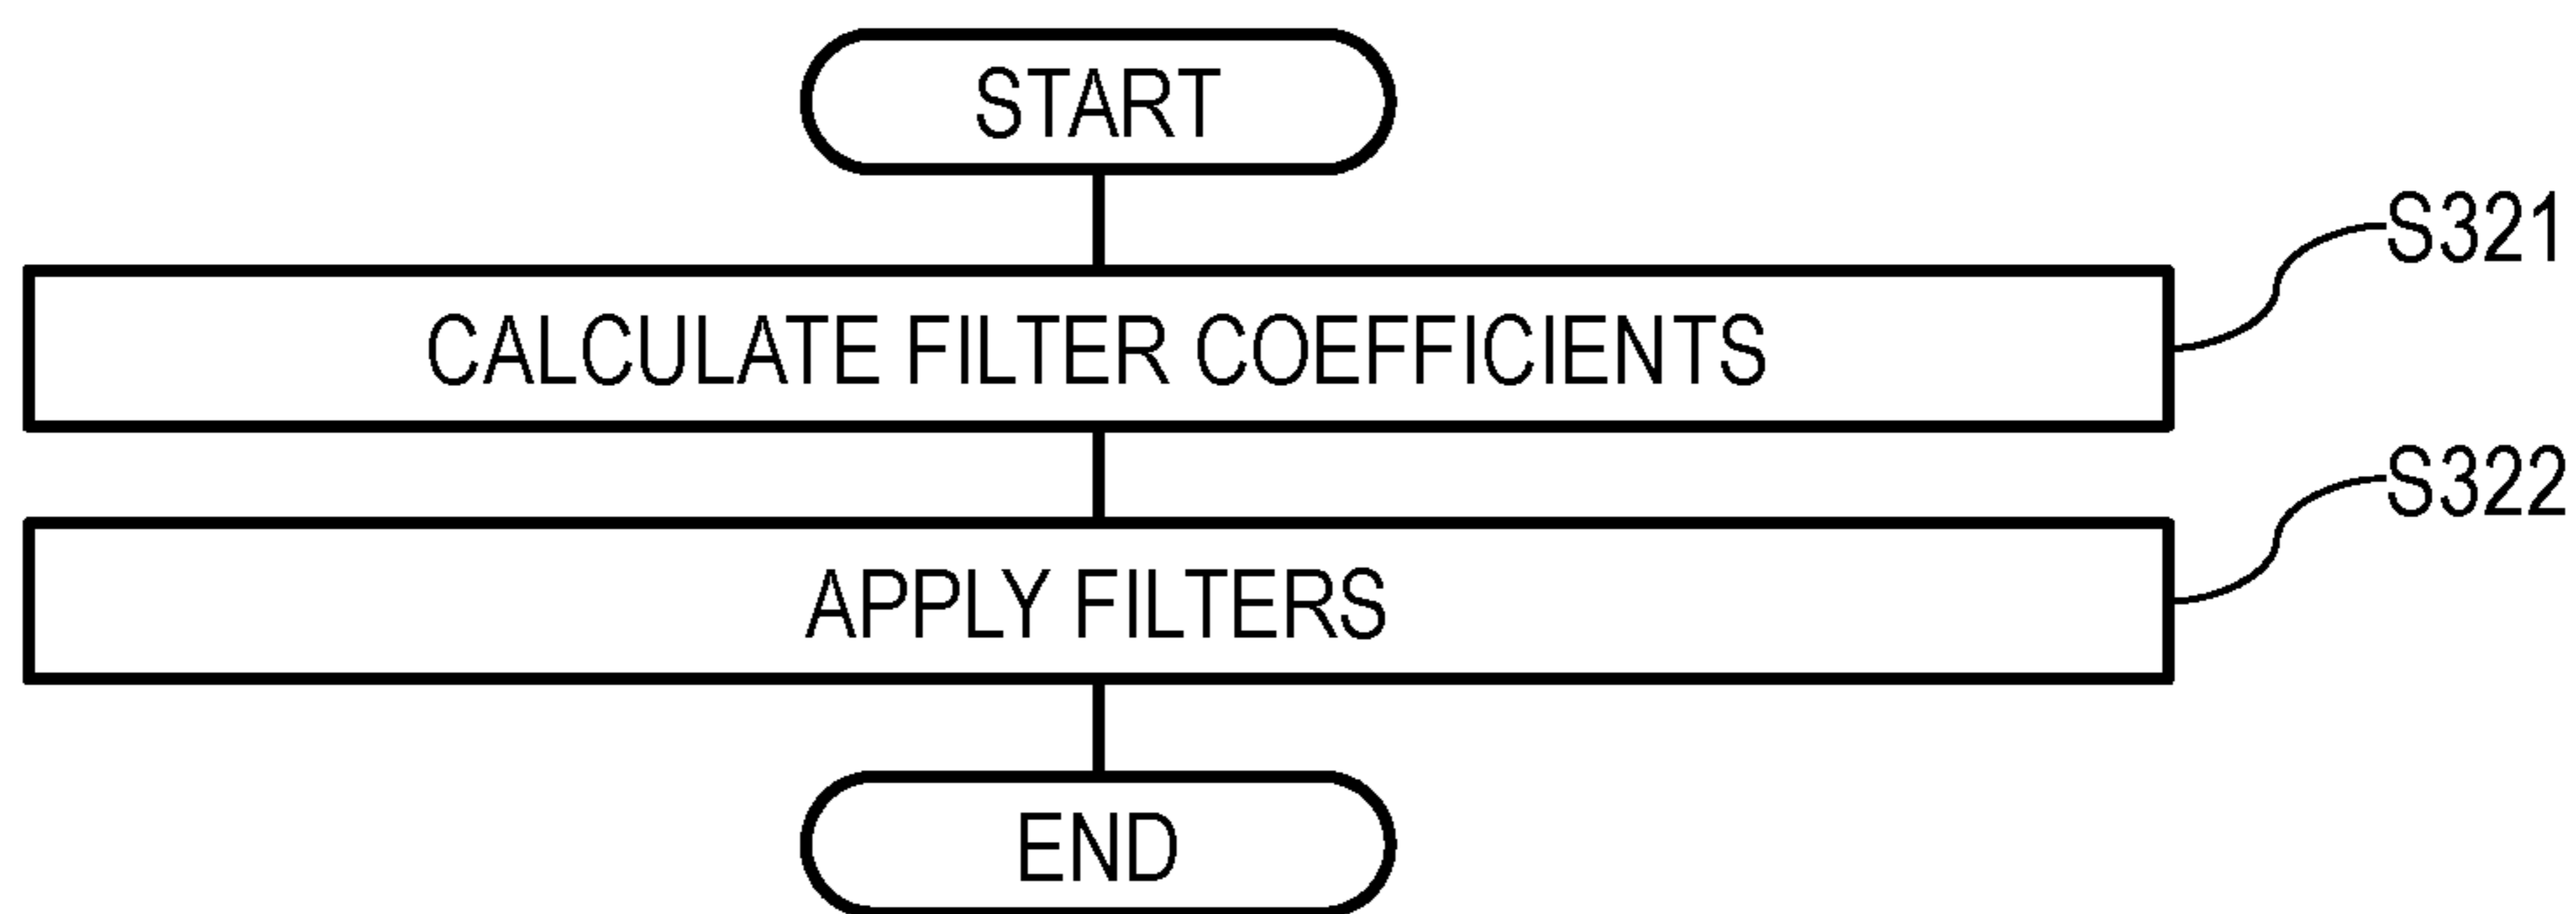 START
S321
CALCULATE FILTER COEFFICIENTS
S322
APPLY FILTERS
END